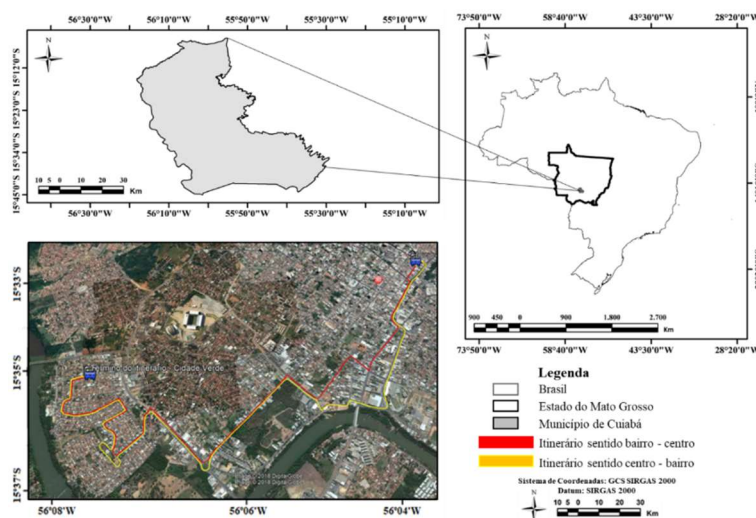 56°30'0"W 56°10'0"W 55°50'0"W 55°30'0"W 55°10'0"W
N
15°12'0"S
15°23'0"S
15°34'0"S
15°45'0"S
10 5 0 10 20 30
Km
56°30'0"W 56°10'0"W 55°50'0"W 55°30'0"W 55°10'0"W
73°50'0"W 58°40'0"W 43°30'0"W 28°20'0"W
N
900 450 0 900 1.800 2.700
Km
73°50'0"W 58°40'0"W 43°30'0"W 28°20'0"W
15°33'S
15°35'S
15°37'S
Término do Itinerário - Cidade Verde
56°08'W 56°06'W 56°04'W
Legenda
Brasil
Estado do Mato Grosso
Município de Cuiabá
Itinerário sentido bairro - centro
Itinerário sentido centro - bairro
Sistema de Coordenadas: GCS SIRGAS 2000
Datum: SIRGAS 2000
N
10 5 0 10 20 30
Km